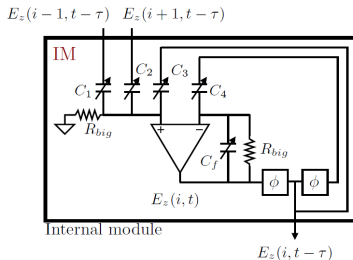 E_z(i−1, t−τ) E_z(i+1, t−τ)
IM
C_1 C_2 C_3 C_4
R_big
+ −
C_f R_big
E_z(i, t)
ϕ ϕ
Internal module
E_z(i, t−τ)